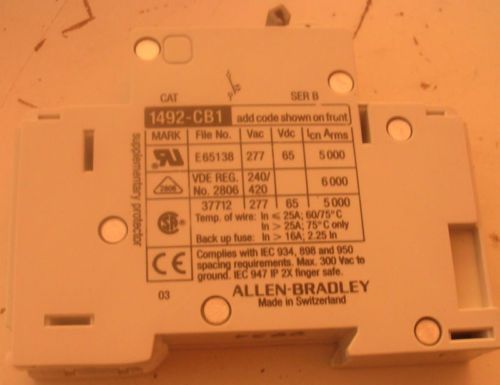 CAT SER B
1492-CB1 add code shown on front
MARK File No. Vac Vdc Icn Arms
E65138 277 65 5000
VDE REG. 240/
No. 2806 420 6000
2806
37712 277 65 5000
Temp. of wire: In ≤ 25A; 60/75°C
In > 25A; 75°C only
Back up fuse: In > 16A; 2.25 In
SA
CE
Complies with IEC 934, 898 and 950
spacing requirements. Max. 300 Vac to
ground. IEC 947 IP 2X finger safe.
03
ALLEN-BRADLEY
Made in Switzerland
supplementary protector